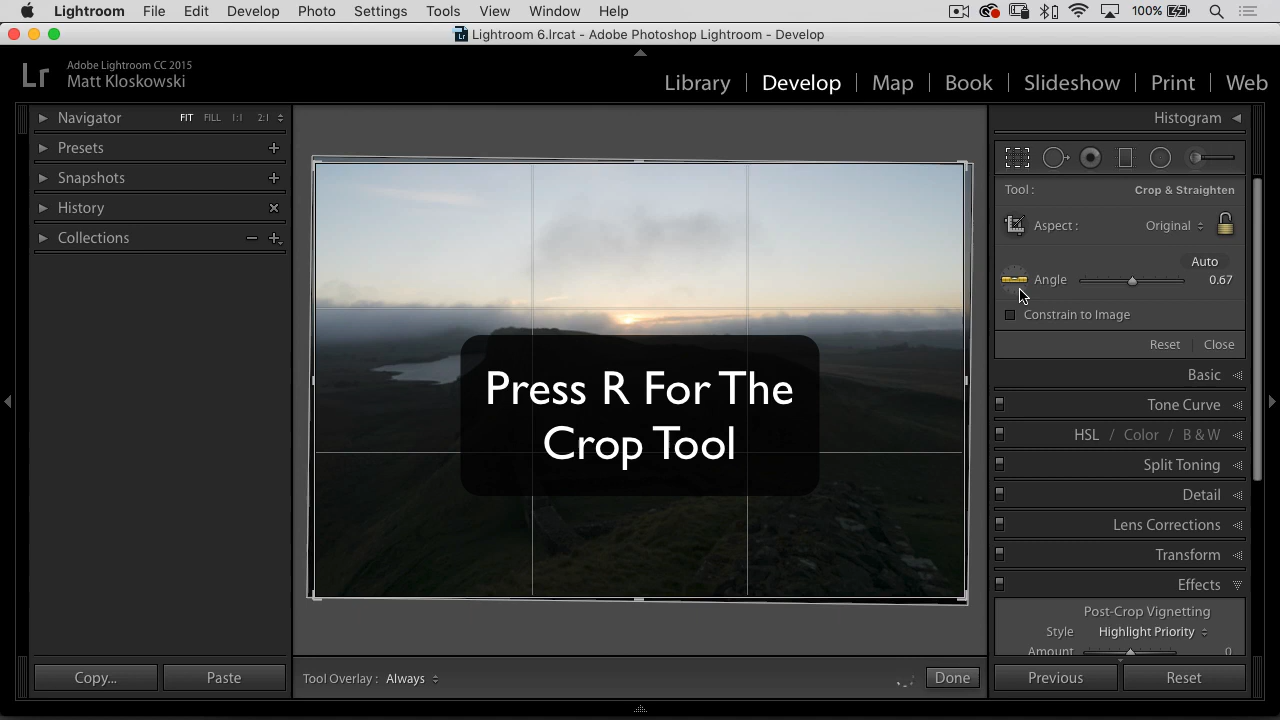 Lightroom File Edit Develop Photo Settings Tools View Window Help 100%
Lightroom 6.lrcat - Adobe Photoshop Lightroom - Develop
Lr Adobe Lightroom CC 2015
Matt Kloskowski
Library Develop Map Book Slideshow Print Web
Navigator FIT FILL 1:1 2:1
Presets
Snapshots
History
Collections
Copy... Paste
Press R For The
Crop Tool
Tool Overlay : Always Done
Histogram
Tool : Crop & Straighten
Aspect : Original
Auto
Angle 0.67
Constrain to Image
Reset Close
Basic
Tone Curve
HSL / Color / B & W
Split Toning
Detail
Lens Corrections
Transform
Effects
Post-Crop Vignetting
Style Highlight Priority
Amount 0
Previous Reset